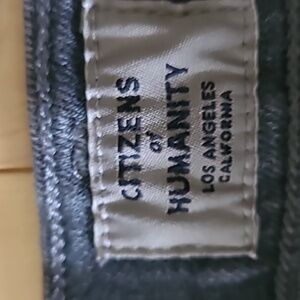 CITIZENS
of
HUMANITY
LOS ANGELES
CALIFORNIA